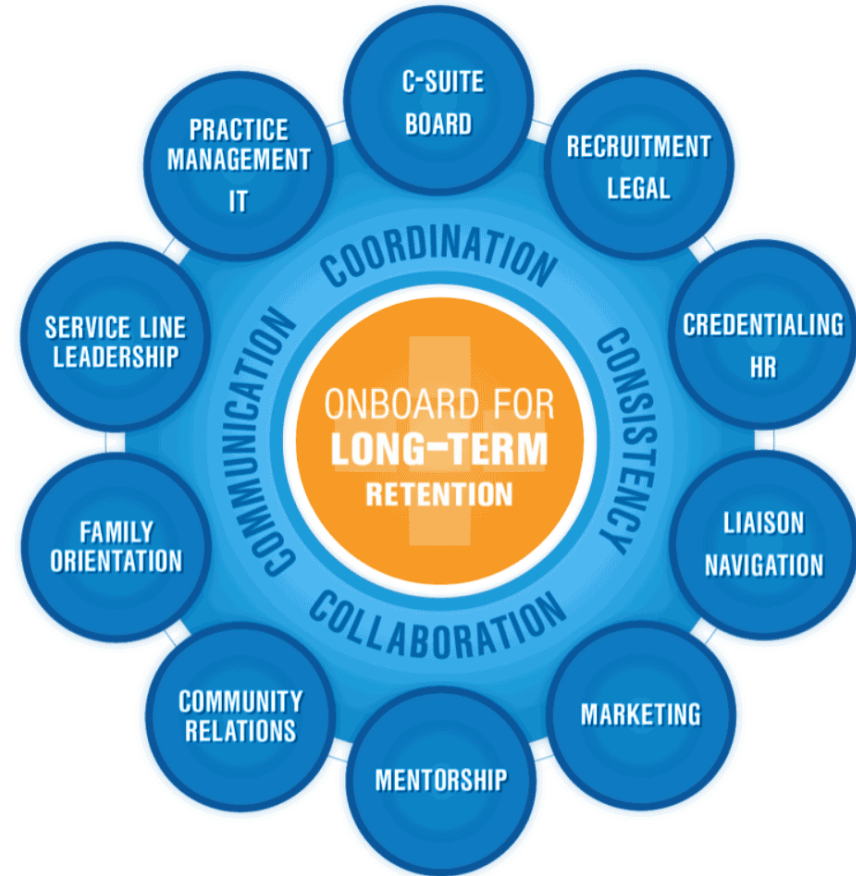 C-SUITE
BOARD
RECRUITMENT
LEGAL
CREDENTIALING
HR
LIAISON
NAVIGATION
MARKETING
MENTORSHIP
COMMUNITY
RELATIONS
FAMILY
ORIENTATION
SERVICE LINE
LEADERSHIP
PRACTICE
MANAGEMENT
IT
COORDINATION
CONSISTENCY
COLLABORATION
COMMUNICATION
ONBOARD FOR
LONG-TERM
RETENTION